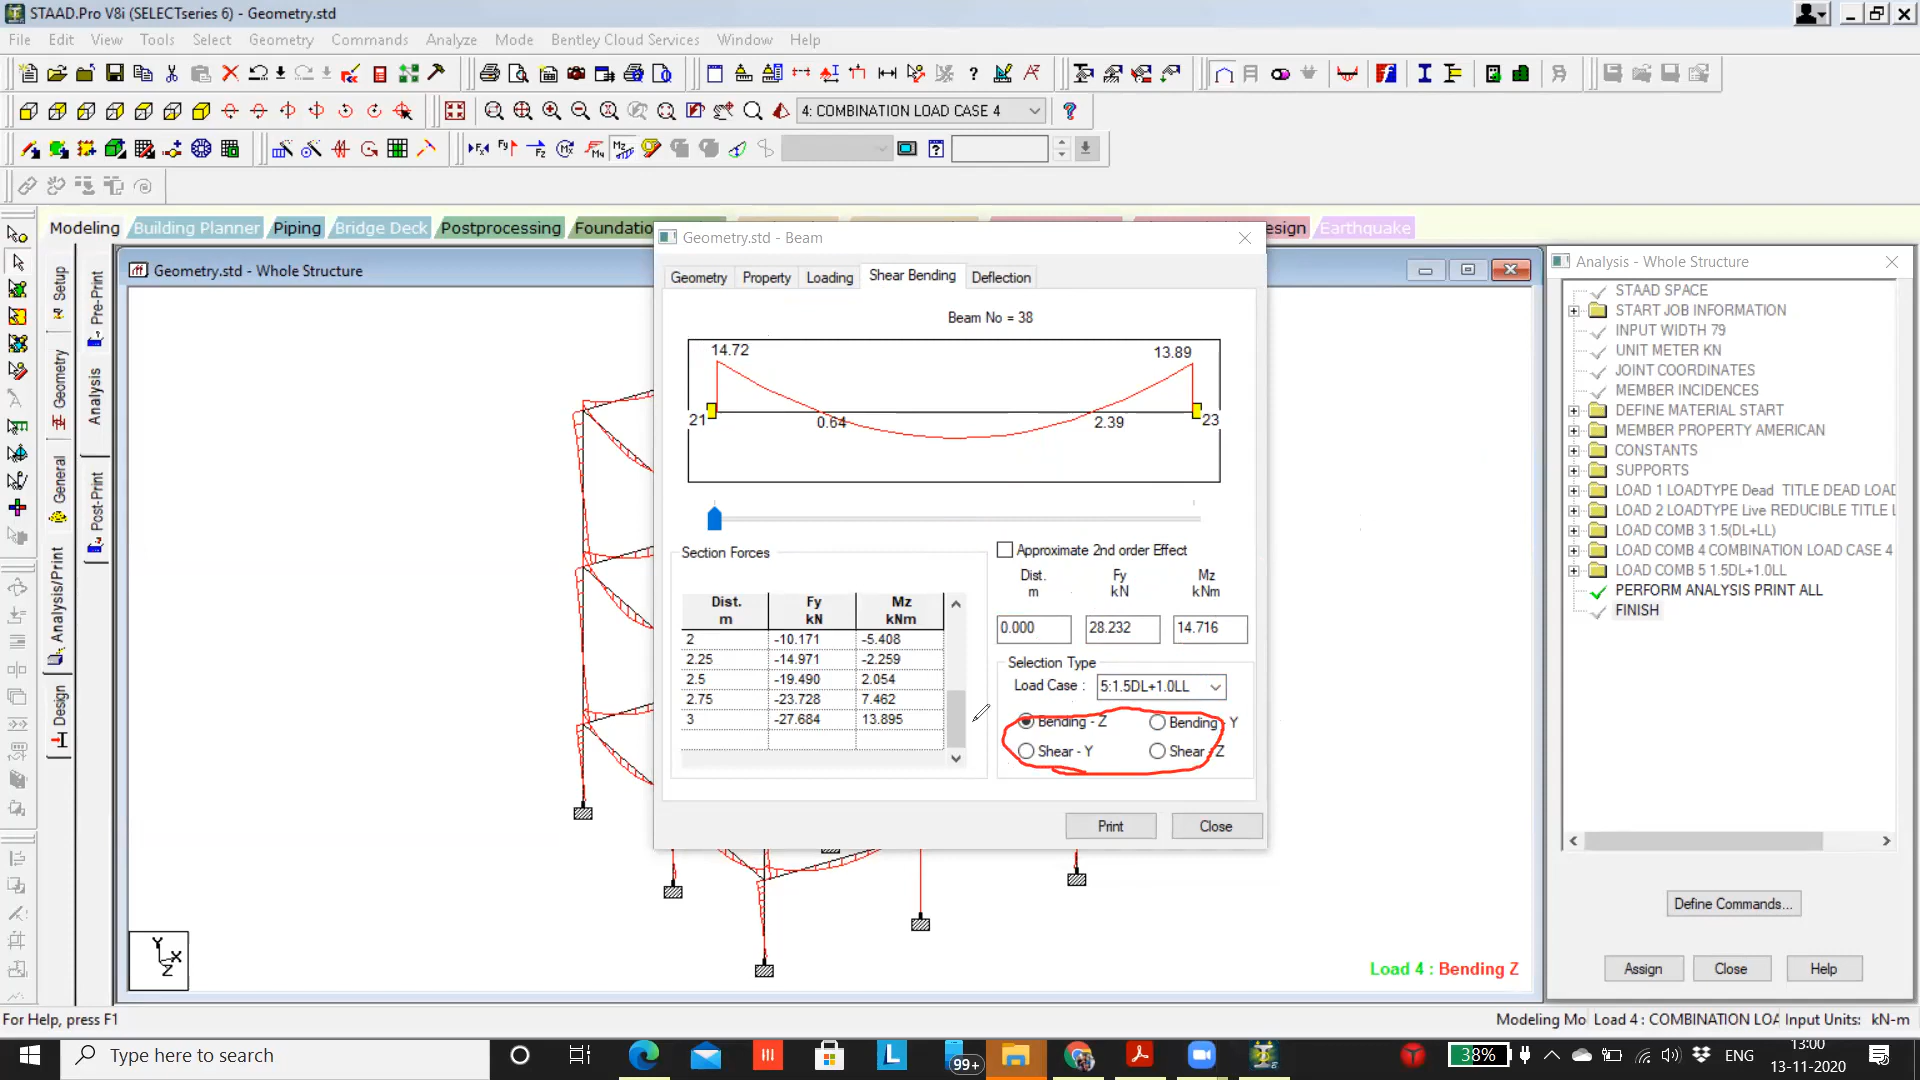 STAAD.Pro V8i (SELECTseries 6) - Geometry.std
File Edit View Tools Select Geometry Commands Analyze Mode Bentley Cloud Services Window Help
4: COMBINATION LOAD CASE 4
Modeling Building Planner Piping Bridge Deck Postprocessing Foundatio esign Earthquake
Geometry.std - Whole Structure
Setup
Geometry
General
Analysis/Print
Design
Pre-Print
Analysis
Post-Print
Geometry.std - Beam
Geometry Property Loading Shear Bending Deflection
Beam No = 38
14.72 13.89
21 0.64 2.39 23
Section Forces
Dist. Fy Mz
m kN kNm
2 -10.171 -5.408
2.25 -14.971 -2.259
2.5 -19.490 2.054
2.75 -23.728 7.462
3 -27.684 13.895
Approximate 2nd order Effect
Dist. Fy Mz
m kN kNm
0.000 28.232 14.716
Selection Type
Load Case : 5:1.5DL+1.0LL
Bending - Z Bending - Y
Shear - Y Shear - Z
Print Close
Y
X
Z
Load 4 : Bending Z
Analysis - Whole Structure
STAAD SPACE
START JOB INFORMATION
INPUT WIDTH 79
UNIT METER KN
JOINT COORDINATES
MEMBER INCIDENCES
DEFINE MATERIAL START
MEMBER PROPERTY AMERICAN
CONSTANTS
SUPPORTS
LOAD 1 LOADTYPE Dead TITLE DEAD LOAD
LOAD 2 LOADTYPE Live REDUCIBLE TITLE L
LOAD COMB 3 1.5(DL+LL)
LOAD COMB 4 COMBINATION LOAD CASE 4
LOAD COMB 5 1.5DL+1.0LL
PERFORM ANALYSIS PRINT ALL
FINISH
Define Commands...
Assign Close Help
For Help, press F1
Modeling Mo Load 4 : COMBINATION LOA Input Units: kN-m
Type here to search
99+
38%
ENG
13:00
13-11-2020